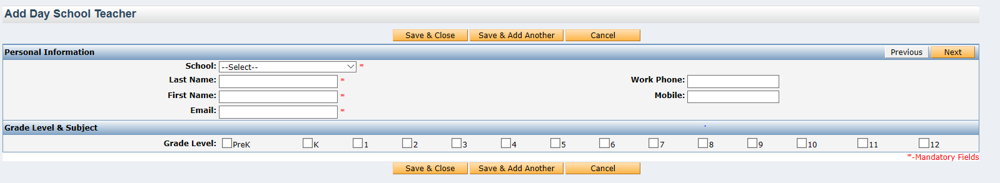 Add Day School Teacher
Save & Close Save & Add Another Cancel
Personal Information Previous Next
School: --Select-- *
Last Name: * Work Phone:
First Name: * Mobile:
Email: *
Grade Level & Subject
Grade Level: PreK K 1 2 3 4 5 6 7 8 9 10 11 12
*-Mandatory Fields
Save & Close Save & Add Another Cancel